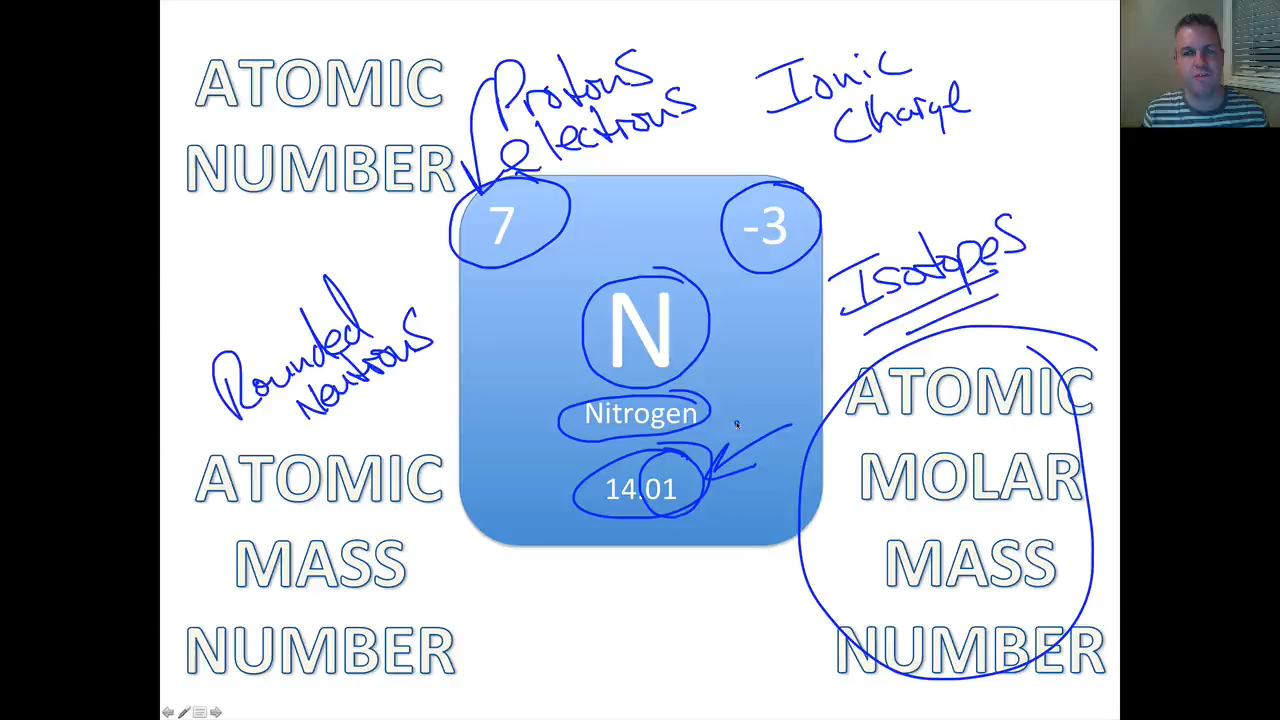 ATOMIC
NUMBER
Protons
electrons
Ionic
Charge
7
-3
N
Nitrogen
14.01
Isotopes
Rounded
Neutrons
ATOMIC
MASS
NUMBER
ATOMIC
MOLAR
MASS
NUMBER